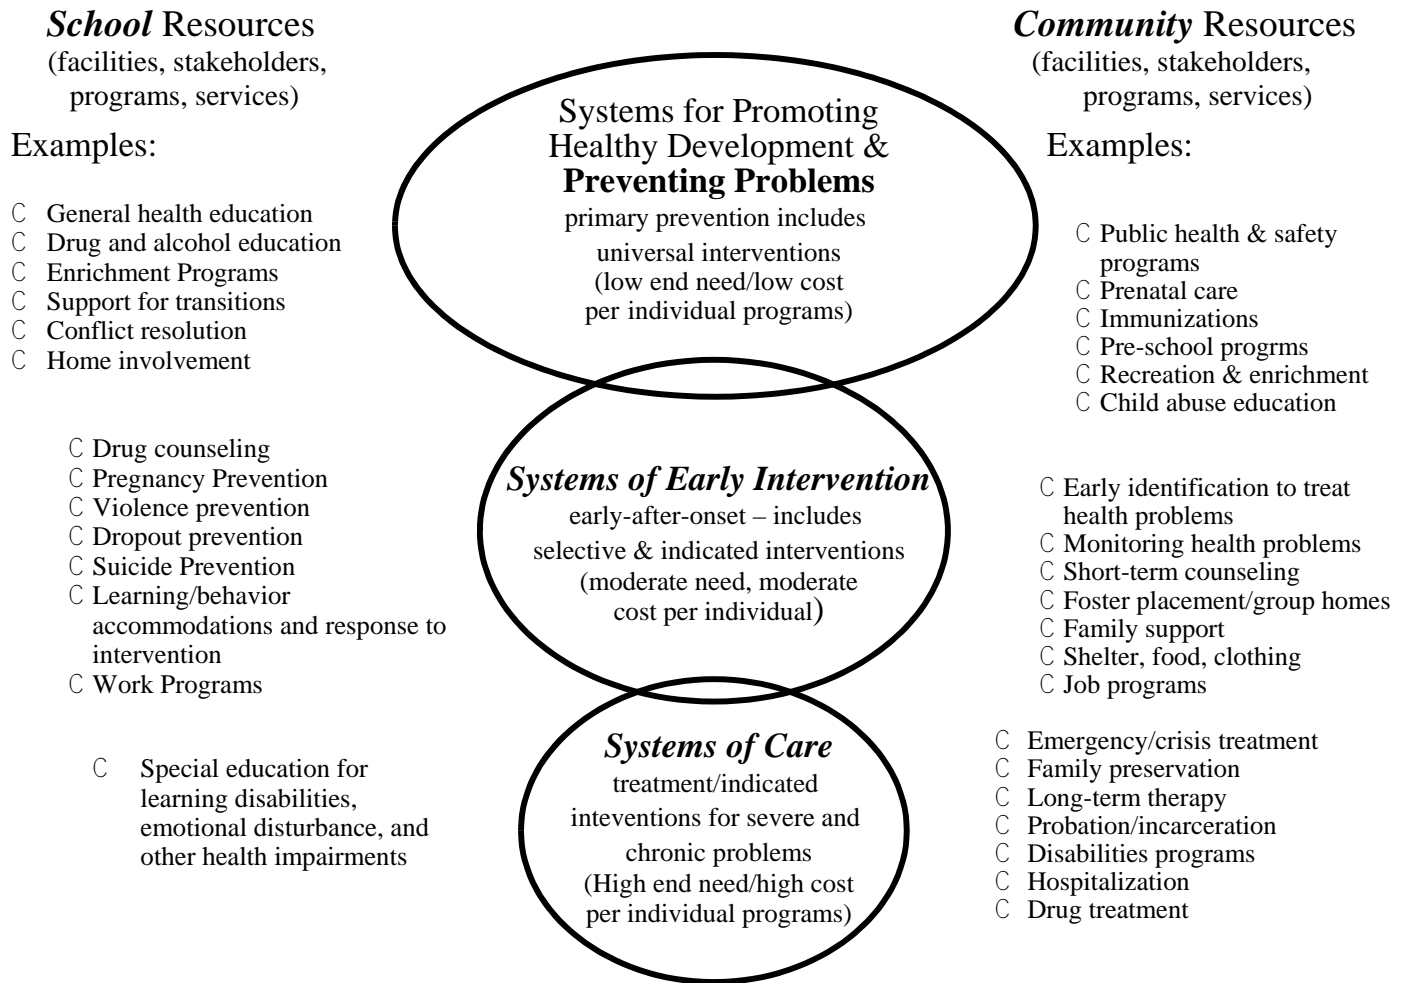 School Resources
(facilities, stakeholders,
programs, services)
Examples:
C General health education
C Drug and alcohol education
C Enrichment Programs
C Support for transitions
C Conflict resolution
C Home involvement
C Drug counseling
C Pregnancy Prevention
C Violence prevention
C Dropout prevention
C Suicide Prevention
C Learning/behavior
accommodations and response to
intervention
C Work Programs
C Special education for
learning disabilities,
emotional disturbance, and
other health impairments
Systems for Promoting
Healthy Development &
Preventing Problems
primary prevention includes
universal interventions
(low end need/low cost
per individual programs)
Systems of Early Intervention
early-after-onset – includes
selective & indicated interventions
(moderate need, moderate
cost per individual)
Systems of Care
treatment/indicated
inteventions for severe and
chronic problems
(High end need/high cost
per individual programs)
Community Resources
(facilities, stakeholders,
programs, services)
Examples:
C Public health & safety
programs
C Prenatal care
C Immunizations
C Pre-school progrms
C Recreation & enrichment
C Child abuse education
C Early identification to treat
health problems
C Monitoring health problems
C Short-term counseling
C Foster placement/group homes
C Family support
C Shelter, food, clothing
C Job programs
C Emergency/crisis treatment
C Family preservation
C Long-term therapy
C Probation/incarceration
C Disabilities programs
C Hospitalization
C Drug treatment